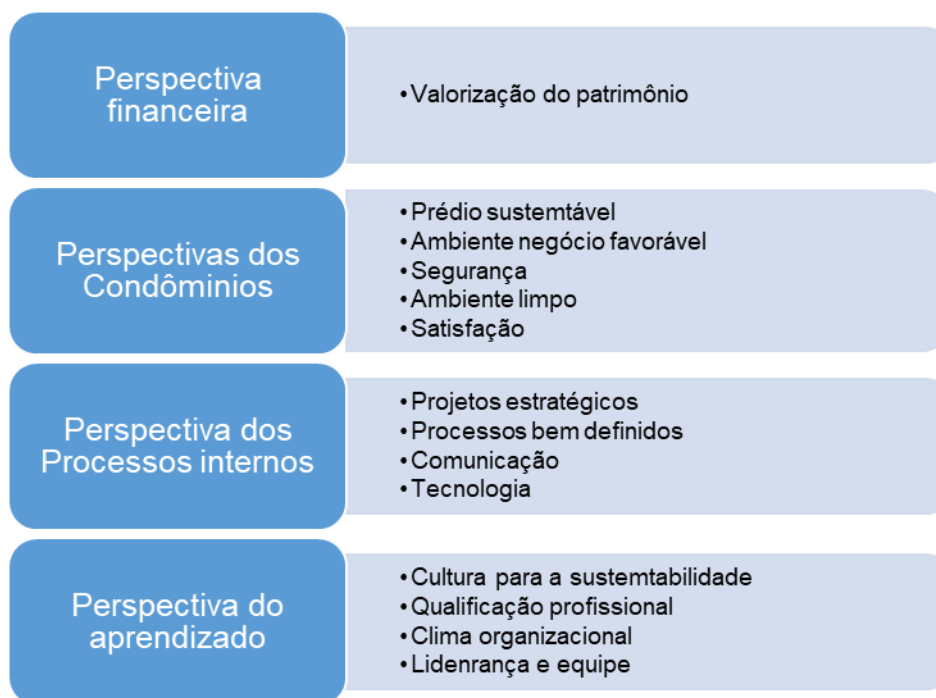 Perspectiva
financeira
•Valorização do patrimônio
Perspectivas dos
Condôminios
•Prédio sustemtável
•Ambiente negócio favorável
•Segurança
•Ambiente limpo
•Satisfação
Perspectiva dos
Processos internos
•Projetos estratégicos
•Processos bem definidos
•Comunicação
•Tecnologia
Perspectiva do
aprendizado
•Cultura para a sustemtabilidade
•Qualificação profissional
•Clima organizacional
•Lidenrança e equipe